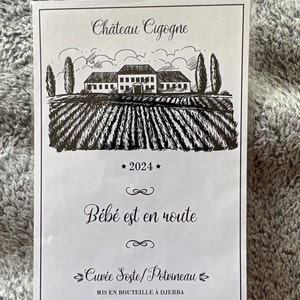 Château Cigogne
★ 2024 ★
Bébé est en route
Cuvée Soste/Potvineau
MIS EN BOUTEILLE À DJERBA